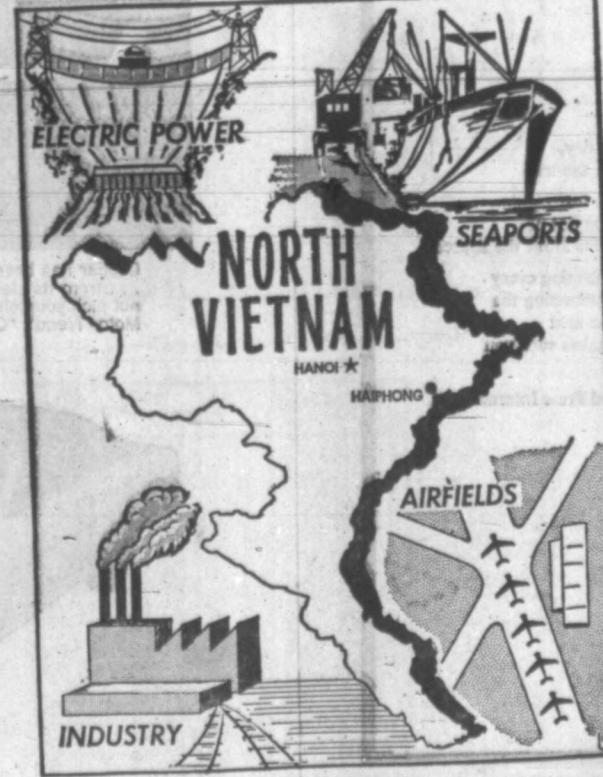 ELECTRIC POWER
SEAPORTS
NORTH
VIETNAM
HANOI
HAIPHONG
AIRFIELDS
INDUSTRY